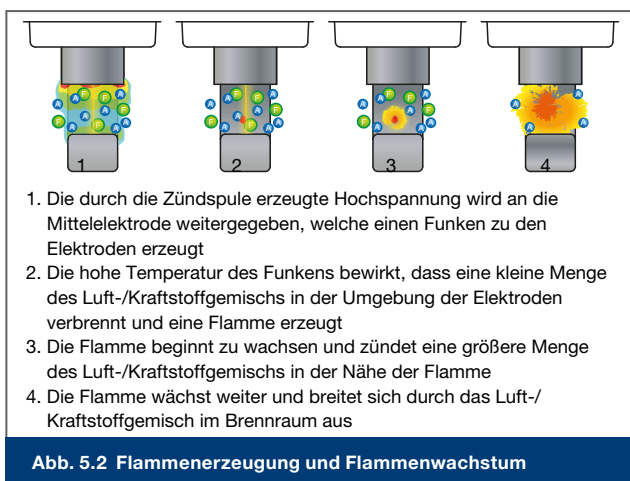 1 2 3 4
1. Die durch die Zündspule erzeugte Hochspannung wird an die
Mittelelektrode weitergegeben, welche einen Funken zu den
Elektroden erzeugt
2. Die hohe Temperatur des Funkens bewirkt, dass eine kleine Menge
des Luft-/Kraftstoffgemischs in der Umgebung der Elektroden
verbrennt und eine Flamme erzeugt
3. Die Flamme beginnt zu wachsen und zündet eine größere Menge
des Luft-/Kraftstoffgemischs in der Nähe der Flamme
4. Die Flamme wächst weiter und breitet sich durch das Luft-/
Kraftstoffgemisch im Brennraum aus
Abb. 5.2 Flammenerzeugung und Flammenwachstum